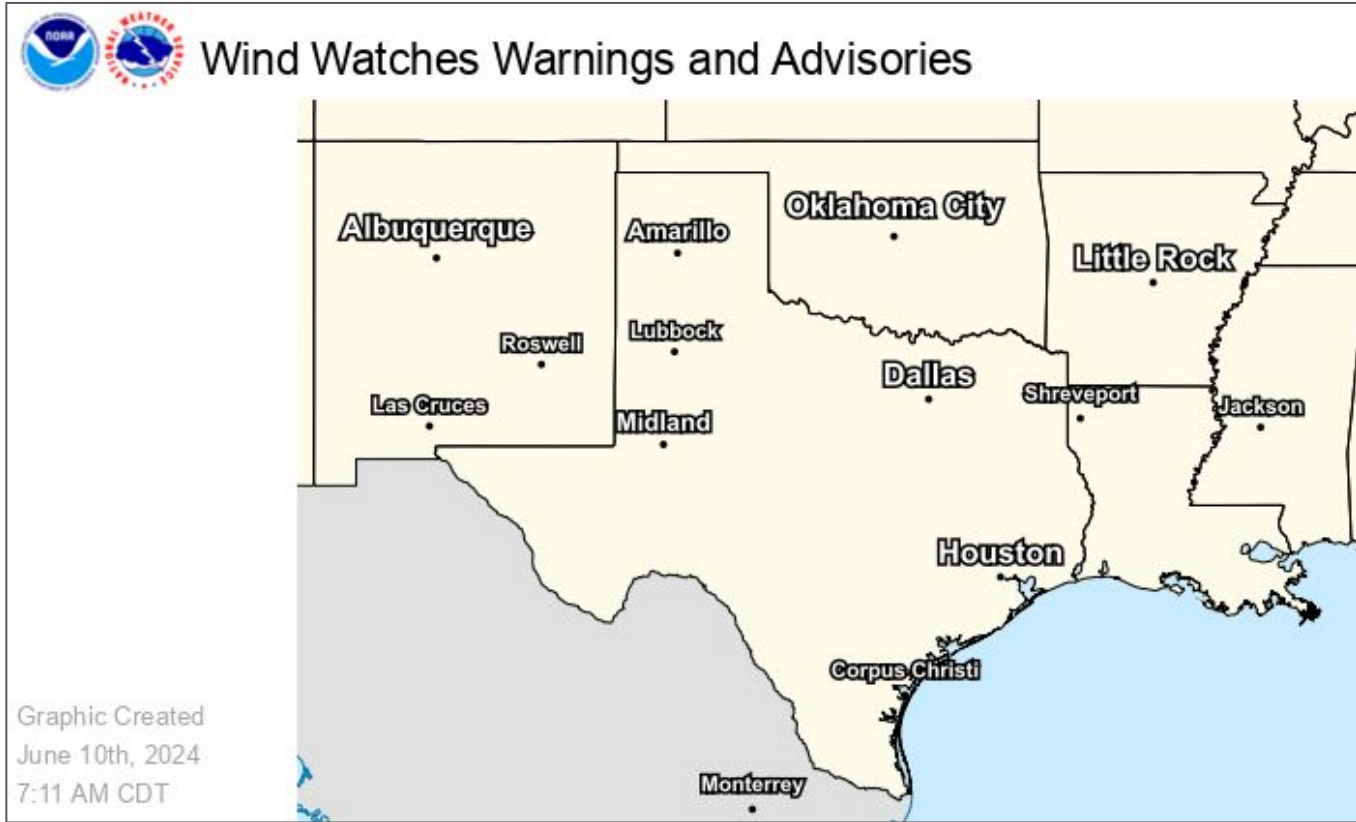 NOAA
NATIONAL WEATHER SERVICE
Wind Watches Warnings and Advisories
Oklahoma City
Albuquerque
Amarillo
Little Rock
Lubbock
Roswell
Dallas
Shreveport
Las Cruces
Jackson
Midland
Houston
Corpus Christi
Monterrey
Graphic Created
June 10th, 2024
7:11 AM CDT